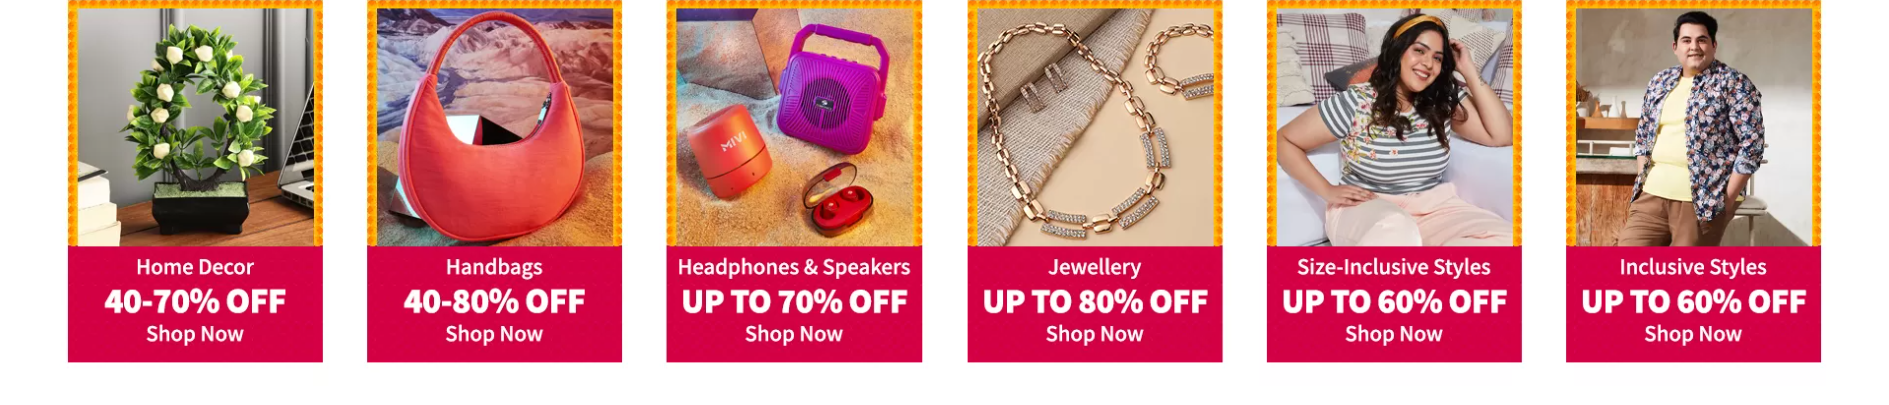 MIVI
Home Decor
40-70% OFF
Shop Now
Handbags
40-80% OFF
Shop Now
Headphones & Speakers
UP TO 70% OFF
Shop Now
Jewellery
UP TO 80% OFF
Shop Now
Size-Inclusive Styles
UP TO 60% OFF
Shop Now
Inclusive Styles
UP TO 60% OFF
Shop Now